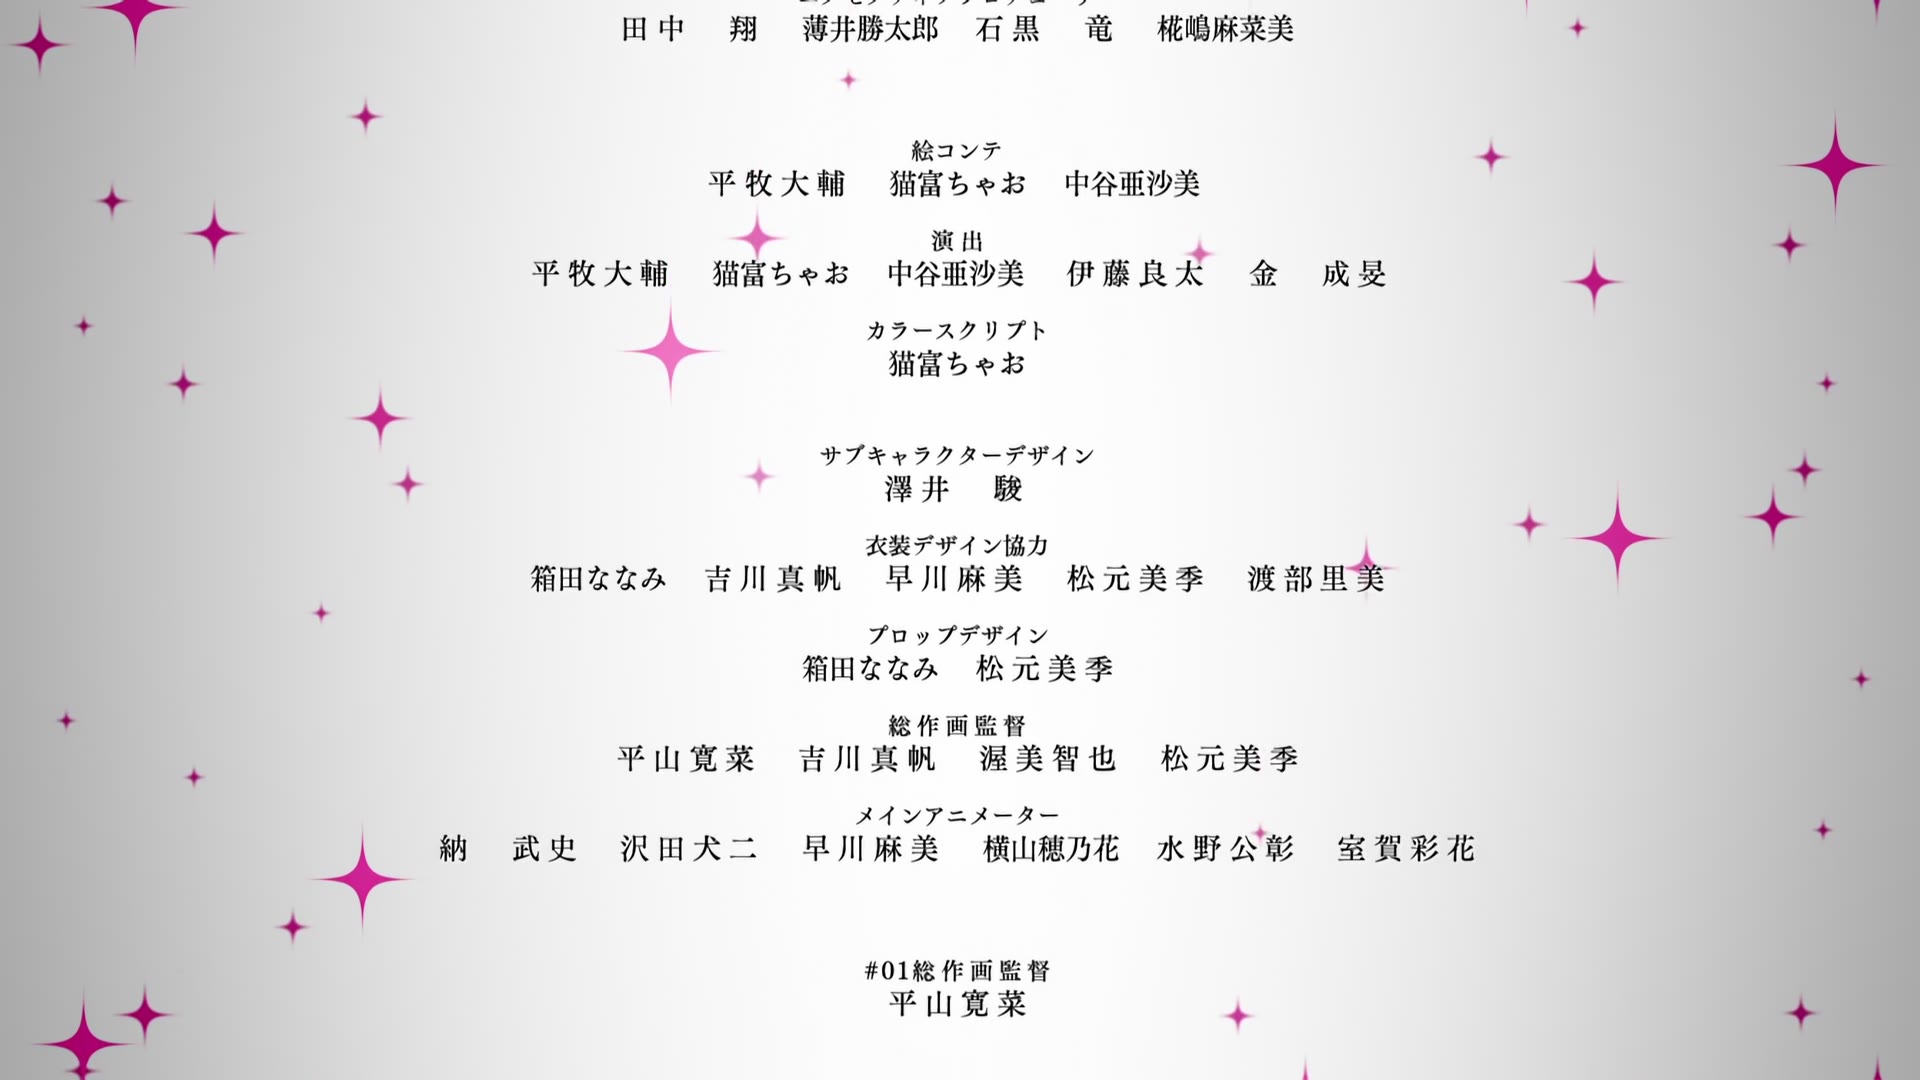 田中 翔 薄井勝太郎 石黒 竜 椛嶋麻菜美
絵コンテ
平牧大輔 猫富ちゃお 中谷亜沙美
演出
平牧大輔 猫富ちゃお 中谷亜沙美 伊藤良太 金 成旻
カラースクリプト
猫富ちゃお
サブキャラクターデザイン
澤井 駿
衣装デザイン協力
箱田ななみ 吉川真帆 早川麻美 松元美季 渡部里美
プロップデザイン
箱田ななみ 松元美季
総作画監督
平山寛菜 吉川真帆 渥美智也 松元美季
メインアニメーター
納 武史 沢田犬二 早川麻美 横山穂乃花 水野公彰 室賀彩花
#01総作画監督
平山寛菜